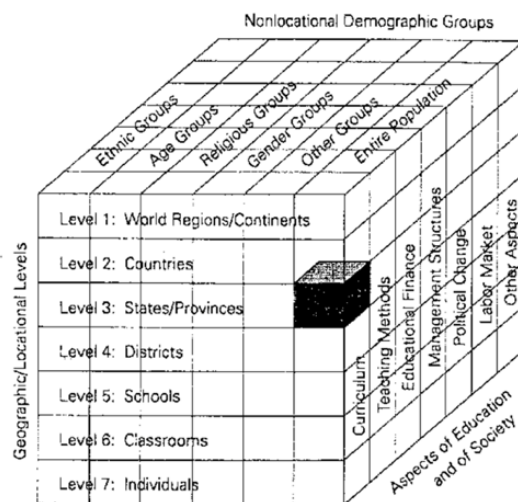 Nonlocational Demographic Groups
Ethnic Groups
Age Groups
Religious Groups
Gender Groups
Other Groups
Entire Population
Geographic/Locational Levels
Level 1: World Regions/Continents
Level 2: Countries
Level 3: States/Provinces
Level 4: Districts
Level 5: Schools
Level 6: Classrooms
Level 7: Individuals
Curriculum
Teaching Methods
Educational Finance
Management Structures
Political Change
Labor Market
Other Aspects
Aspects of Education
and of Society